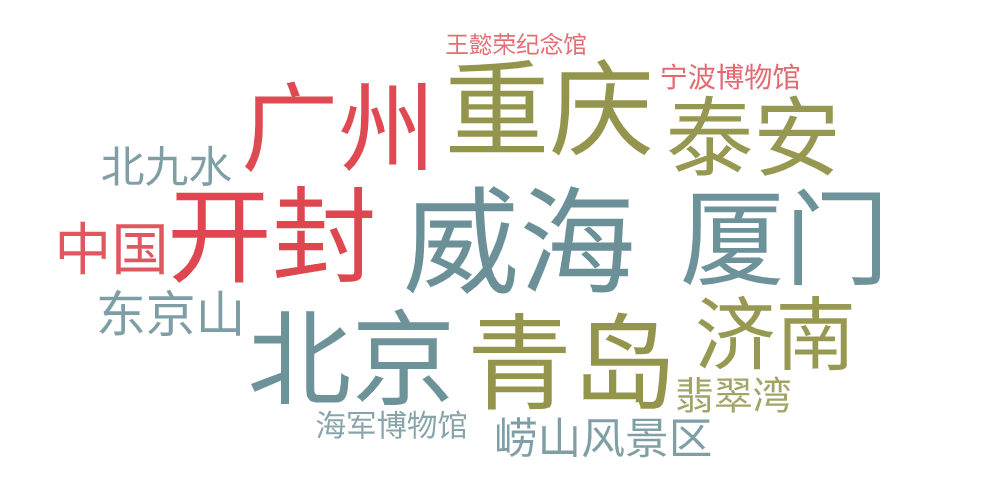 王懿荣纪念馆
重庆
宁波博物馆
广州
泰安
北九水
开封
威海
厦门
中国
东京山
北京
青岛
济南
翡翠湾
海军博物馆
崂山风景区